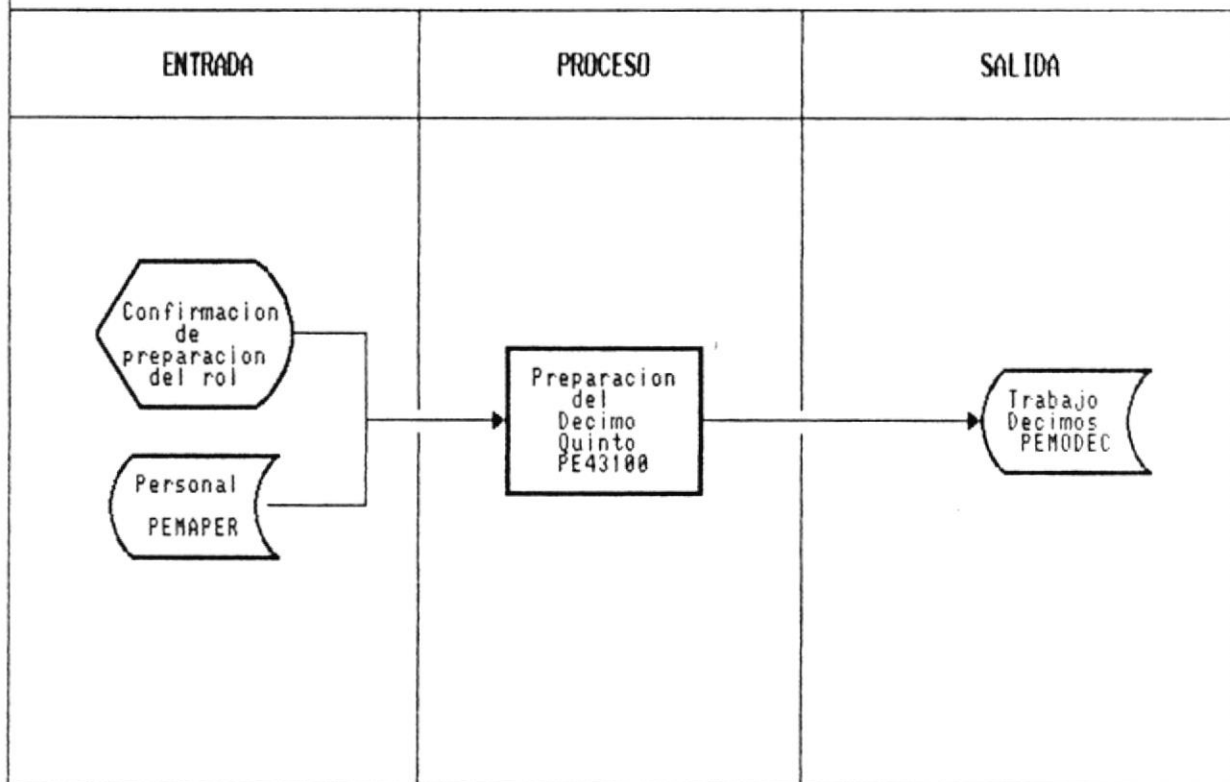 ENTRADA
PROCESO
SALIDA
Confirmacion
de
preparacion
del rol
Personal
PEMAPER
Preparacion
del
Decimo
Quinto
PE43100
Trabajo
Decimos
PEMODEC